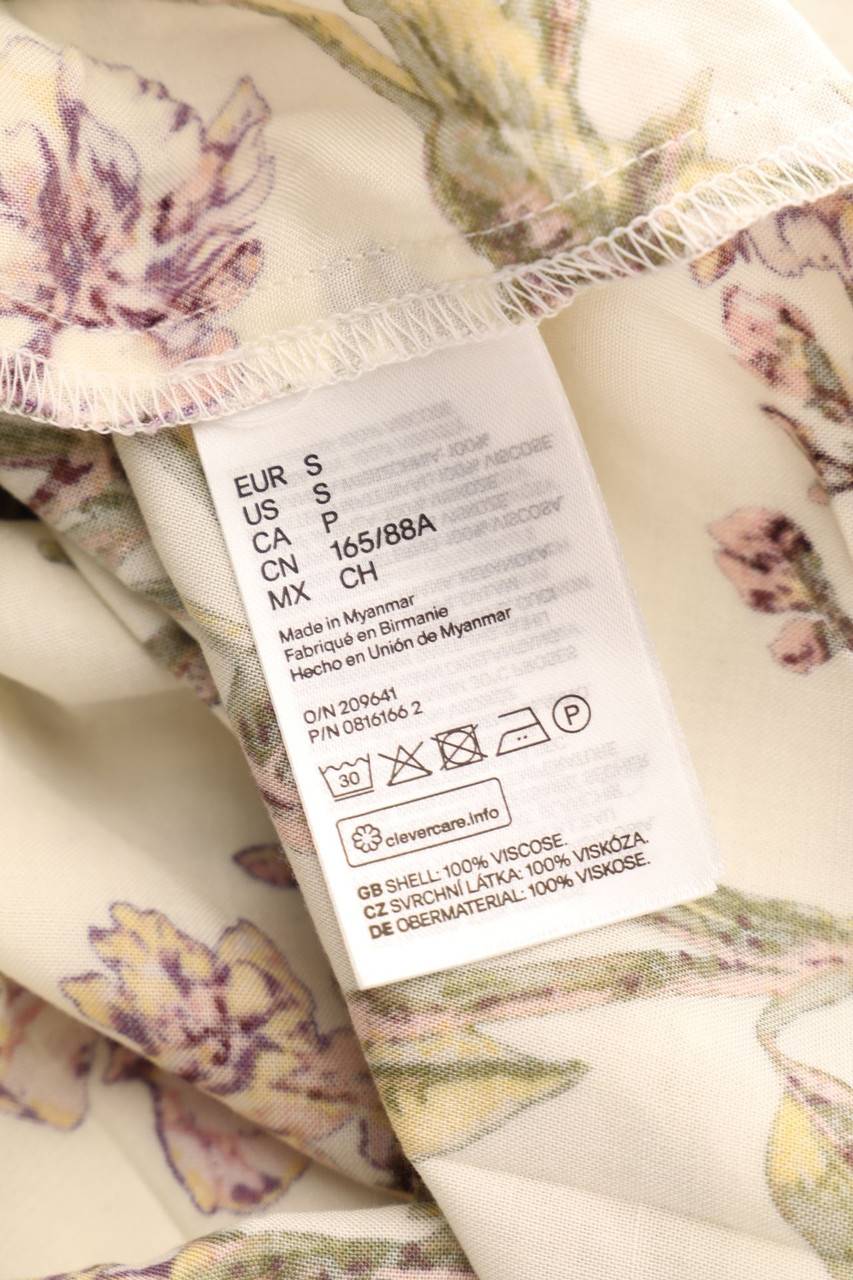 EUR S
US S
CA P
CN 165/88A
MX CH
Made in Myanmar
Fabriqué en Birmanie
Hecho en Unión de Myanmar
O/N 209641
P/N 0816166 2
30 P
clevercare.info
GB SHELL: 100% VISCOSE.
CZ SVRCHNÍ LÁTKA: 100% VISKÓZA.
DE OBERMATERIAL: 100% VISKOSE.